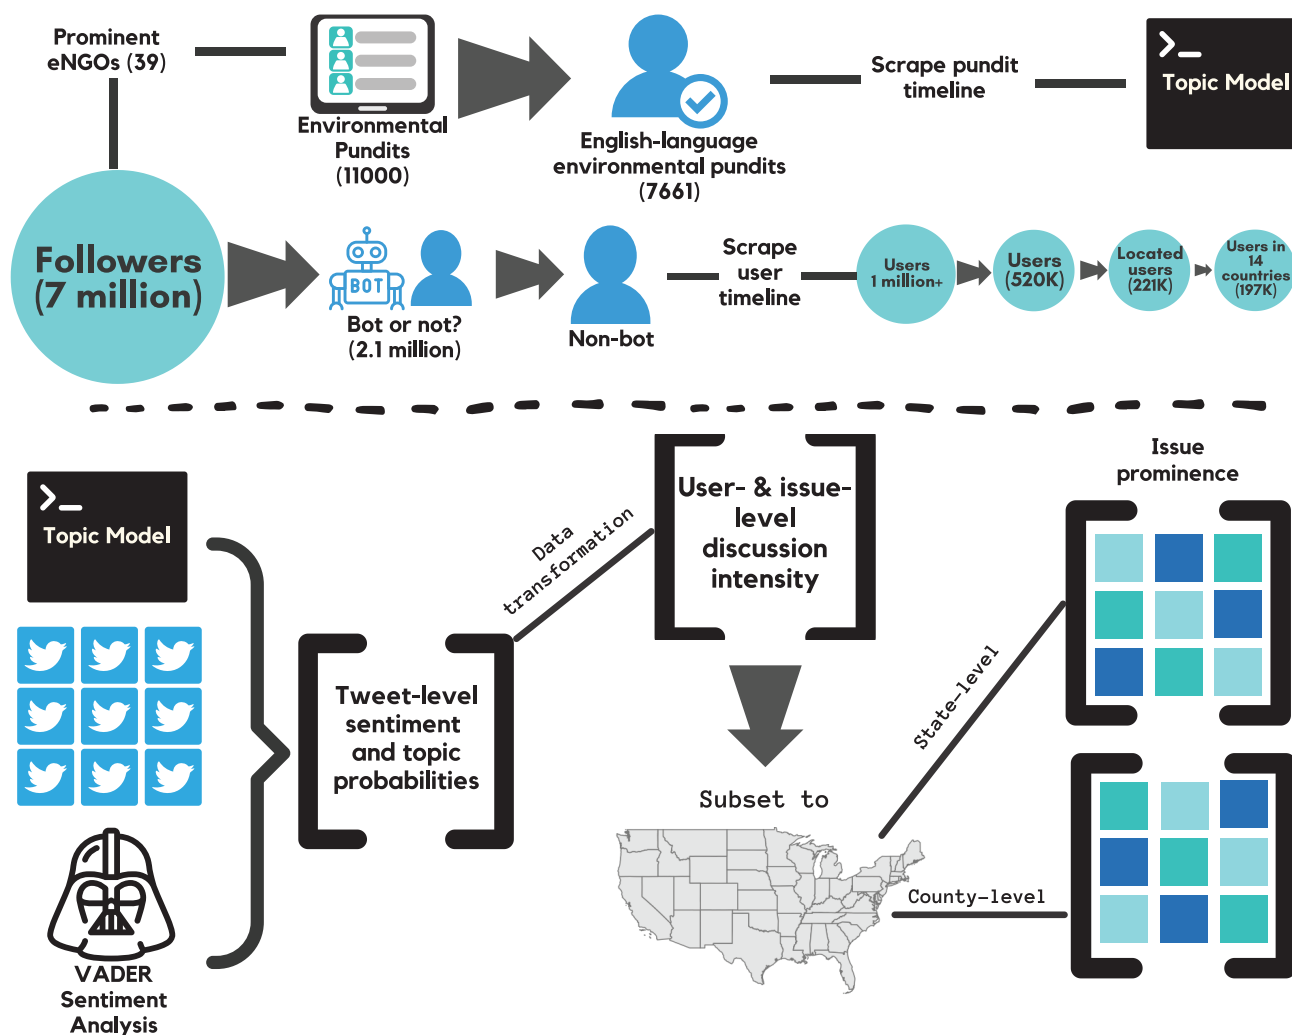 Prominent
eNGOs (39)
Environmental
Pundits
(11000)
English-language
environmental pundits
(7661)
Scrape pundit
timeline
>_
Topic Model
Followers
(7 million)
BOT
Bot or not?
(2.1 million)
Non-bot
Scrape
user
timeline
Users
1 million+
Users
(520K)
Located
users
(221K)
Users in
14
countries
(197K)
>_
Topic Model
VADER
Sentiment
Analysis
Tweet-level
sentiment
and topic
probabilities
Data
transformation
User- & issue-
level
discussion
intensity
Subset to
State-level
County-level
Issue
prominence